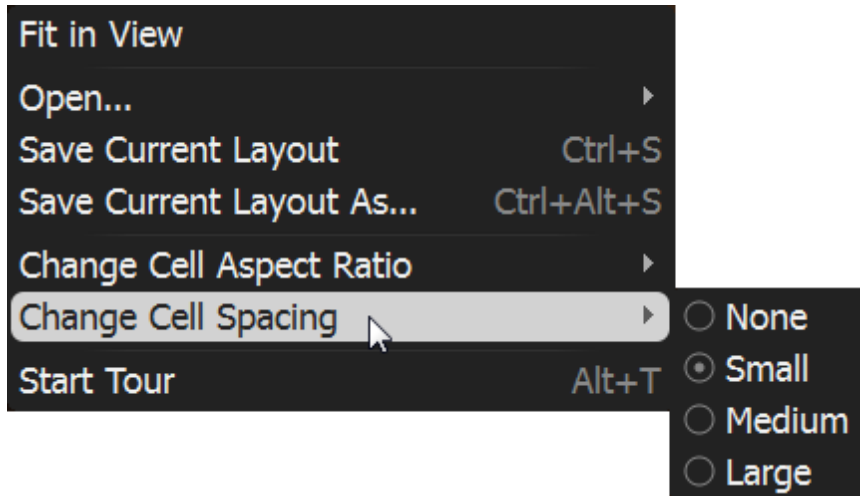 Fit in View
Open...
Save Current Layout Ctrl+S
Save Current Layout As... Ctrl+Alt+S
Change Cell Aspect Ratio
Change Cell Spacing
Start Tour Alt+T
None
Small
Medium
Large